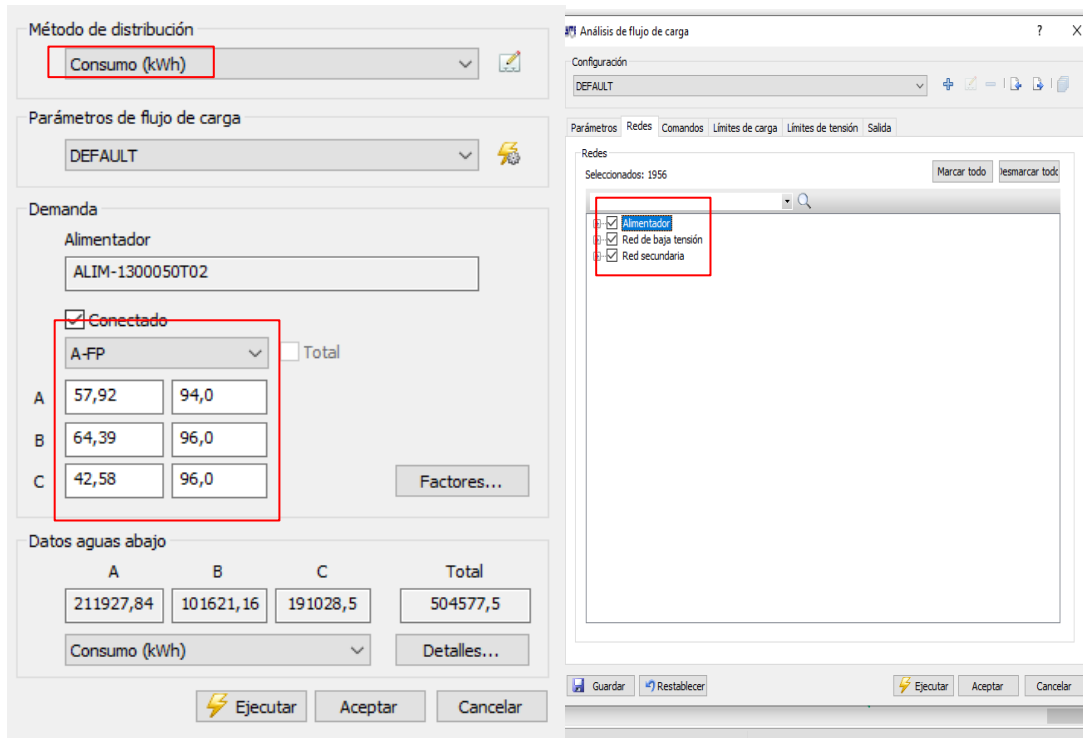 Método de distribución
Consumo (kWh)
Parámetros de flujo de carga
DEFAULT
Demanda
Alimentador
ALIM-1300050T02
Conectado
A-FP
Total
A 57,92 94,0
B 64,39 96,0
C 42,58 96,0
Factores...
Datos aguas abajo
A B C Total
211927,84 101621,16 191028,5 504577,5
Consumo (kWh)
Detalles...
Ejecutar Aceptar Cancelar
Análisis de flujo de carga ? X
Configuración
DEFAULT
Parámetros Redes Comandos Límites de carga Límites de tensión Salida
Redes
Seleccionados: 1956
Marcar todo Desmarcar todo
Alimentador
Red de baja tensión
Red secundaria
Guardar Restablecer Ejecutar Aceptar Cancelar